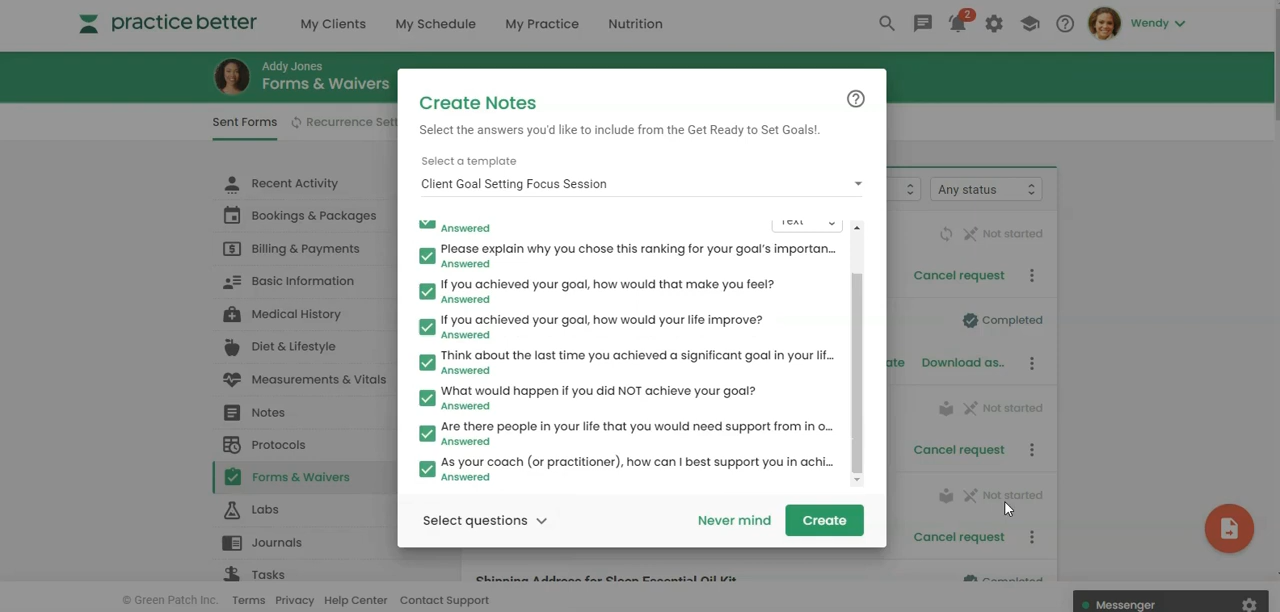 practice better
My Clients
My Schedule
My Practice
Nutrition
2
Wendy
Addy Jones
Forms & Waivers
Sent Forms
Recurrence Sett
Any status
Recent Activity
Bookings & Packages
Billing & Payments
Basic Information
Medical History
Diet & Lifestyle
Measurements & Vitals
Notes
Protocols
Forms & Waivers
Labs
Journals
Tasks
Create Notes
Select the answers you'd like to include from the Get Ready to Set Goals!.
Select a template
Client Goal Setting Focus Session
Text
Answered
Please explain why you chose this ranking for your goal's importan...
Answered
If you achieved your goal, how would that make you feel?
Answered
If you achieved your goal, how would your life improve?
Answered
Think about the last time you achieved a significant goal in your lif...
Answered
What would happen if you did NOT achieve your goal?
Answered
Are there people in your life that you would need support from in o...
Answered
As your coach (or practitioner), how can I best support you in achi...
Answered
Select questions
Never mind
Create
Not started
Cancel request
Completed
ate
Download as..
Not started
Cancel request
Not started
Cancel request
Shipping Address for Sleep Essential Oil Kit
Completed
© Green Patch Inc.
Terms
Privacy
Help Center
Contact Support
Messenger